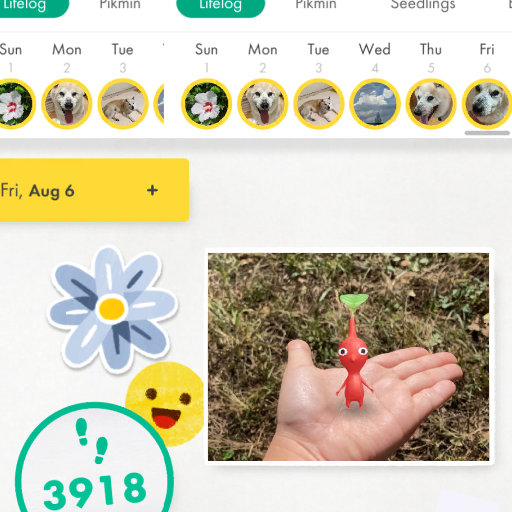 Lifelog Pikmin Lifelog Pikmin Seedlings
Sun Mon Tue Sun Mon Tue Wed Thu Fri
1 2 3 1 2 3 4 5 6
Fri, Aug 6 +
3918